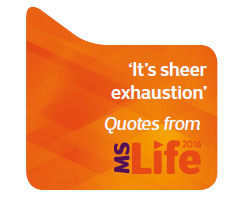 ‘It’s sheer
exhaustion’
Quotes from
MS Life 2016